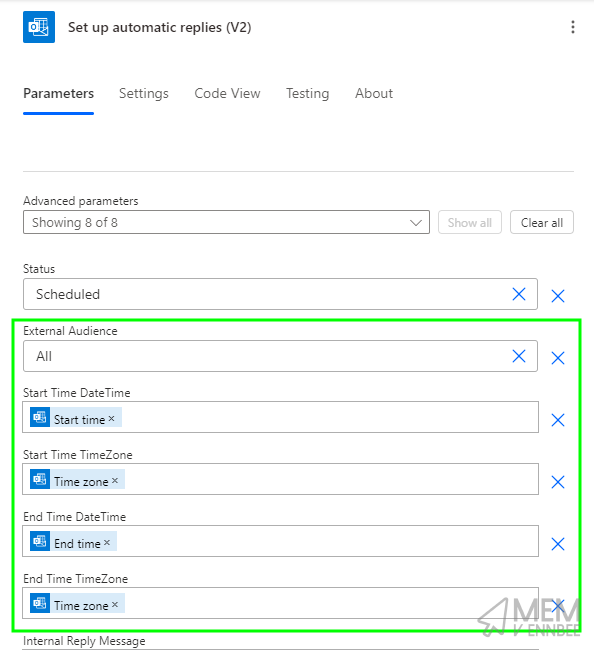 Set up automatic replies (V2)
Parameters Settings Code View Testing About
Advanced parameters
Showing 8 of 8 Show all Clear all
Status
Scheduled
External Audience
All
Start Time DateTime
Start time ×
Start Time TimeZone
Time zone ×
End Time DateTime
End time ×
End Time TimeZone
Time zone ×
MEM
VENNBEE
Internal Reply Message